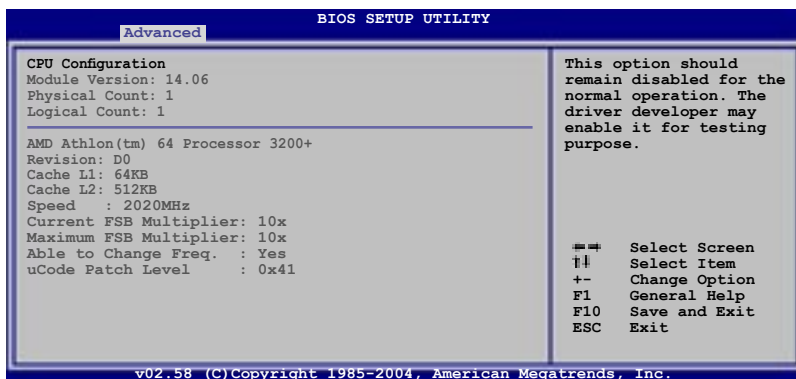 BIOS SETUP UTILITY
Advanced
CPU Configuration
Module Version: 14.06
Physical Count: 1
Logical Count: 1
AMD Athlon(tm) 64 Processor 3200+
Revision: D0
Cache L1: 64KB
Cache L2: 512KB
Speed : 2020MHz
Current FSB Multiplier: 10x
Maximum FSB Multiplier: 10x
Able to Change Freq. : Yes
uCode Patch Level : 0x41
This option should
remain disabled for the
normal operation. The
driver developer may
enable it for testing
purpose.
←→ Select Screen
↑↓ Select Item
+- Change Option
F1 General Help
F10 Save and Exit
ESC Exit
v02.58 (C)Copyright 1985-2004, American Megatrends, Inc.